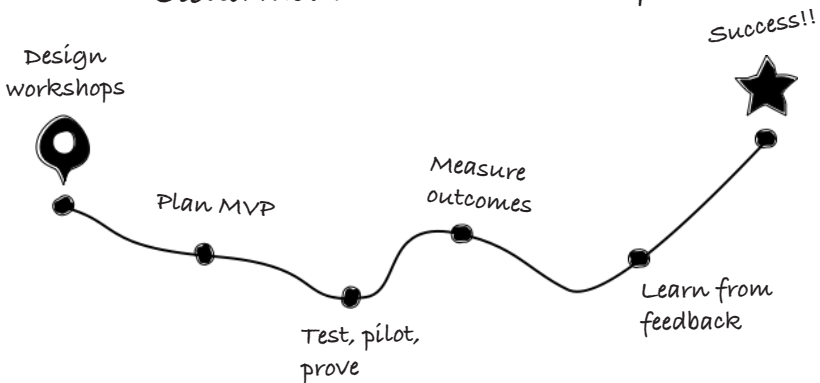 Success!!
Design
workshops
Measure
outcomes
Plan MVP
Learn from
feedback
Test, pilot,
prove